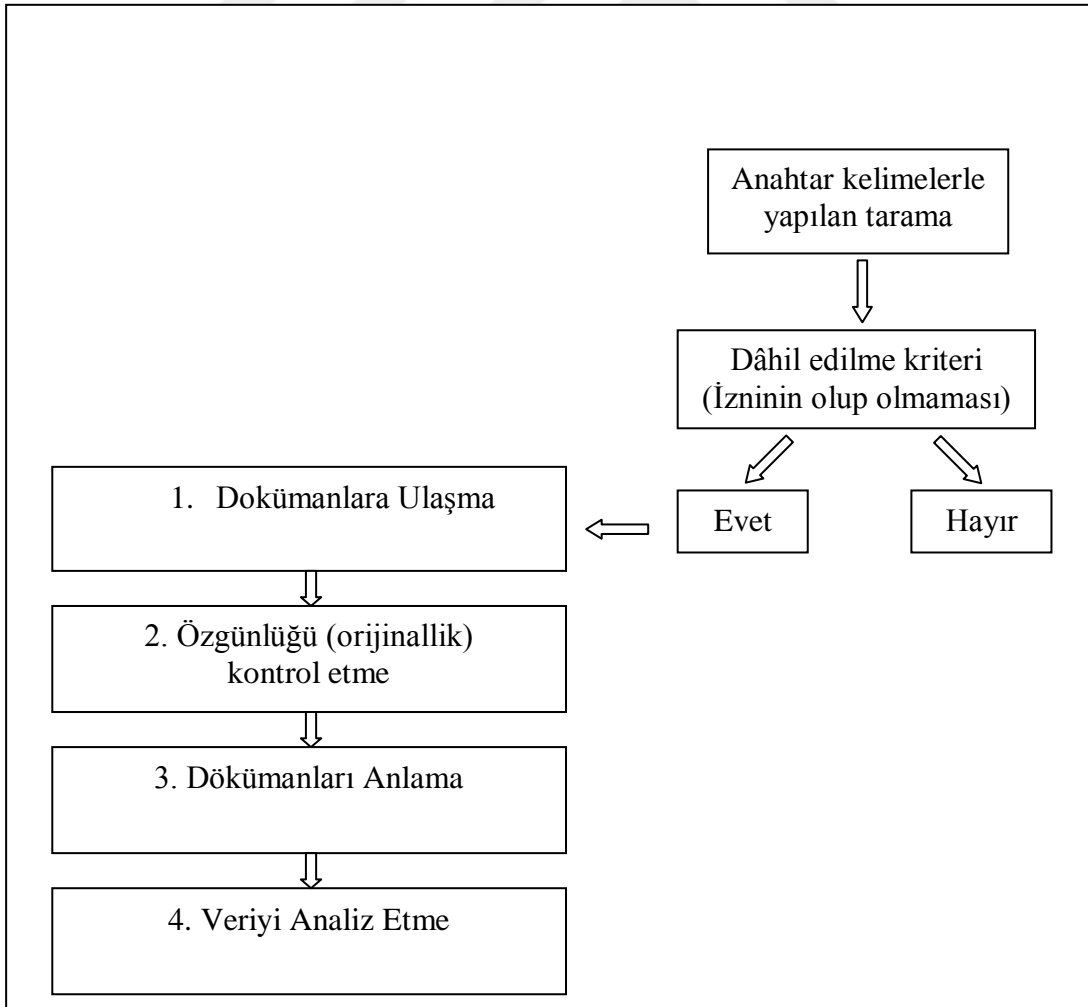 Anahtar kelimelerle
yapılan tarama
Dâhil edilme kriteri
(İzninin olup olmaması)
Evet
Hayır
1. Dokümanlara Ulaşma
2. Özgünlüğü (orijinallik)
kontrol etme
3. Dökümanları Anlama
4. Veriyi Analiz Etme